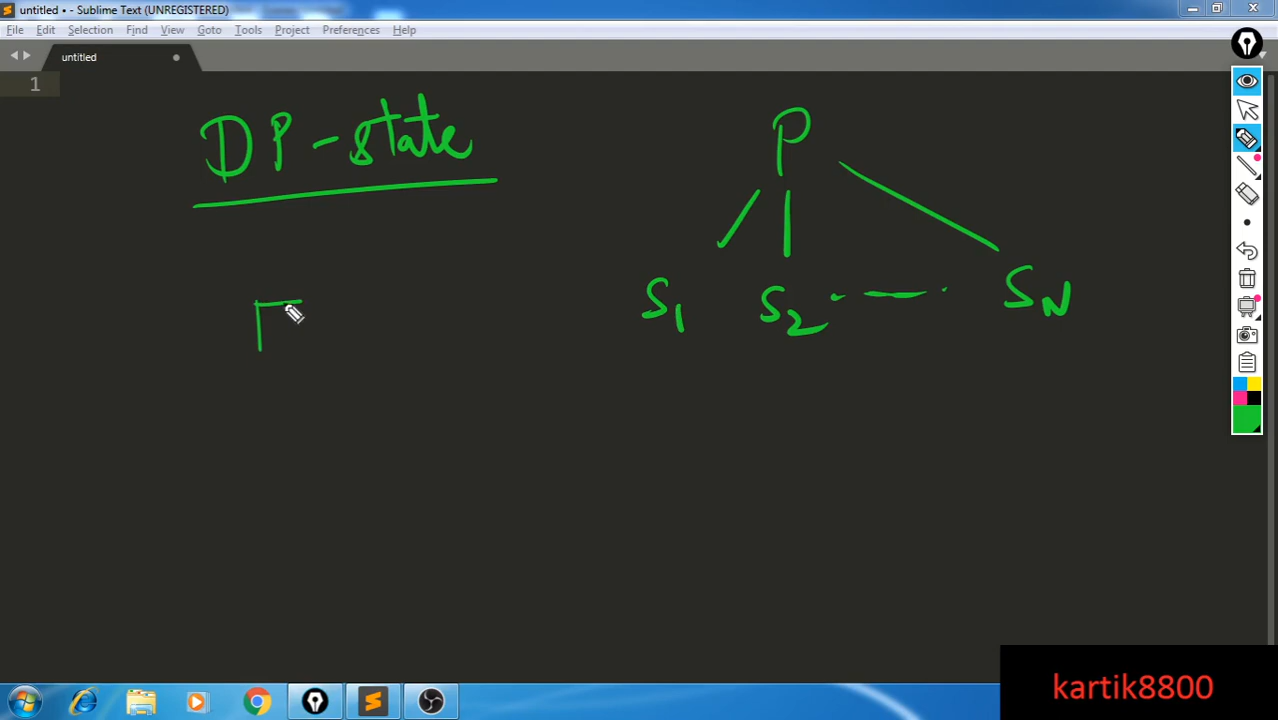 untitled • - Sublime Text (UNREGISTERED)
File Edit Selection Find View Goto Tools Project Preferences Help
untitled
1
DP - state
P
S1 S2 . — . SN
kartik8800